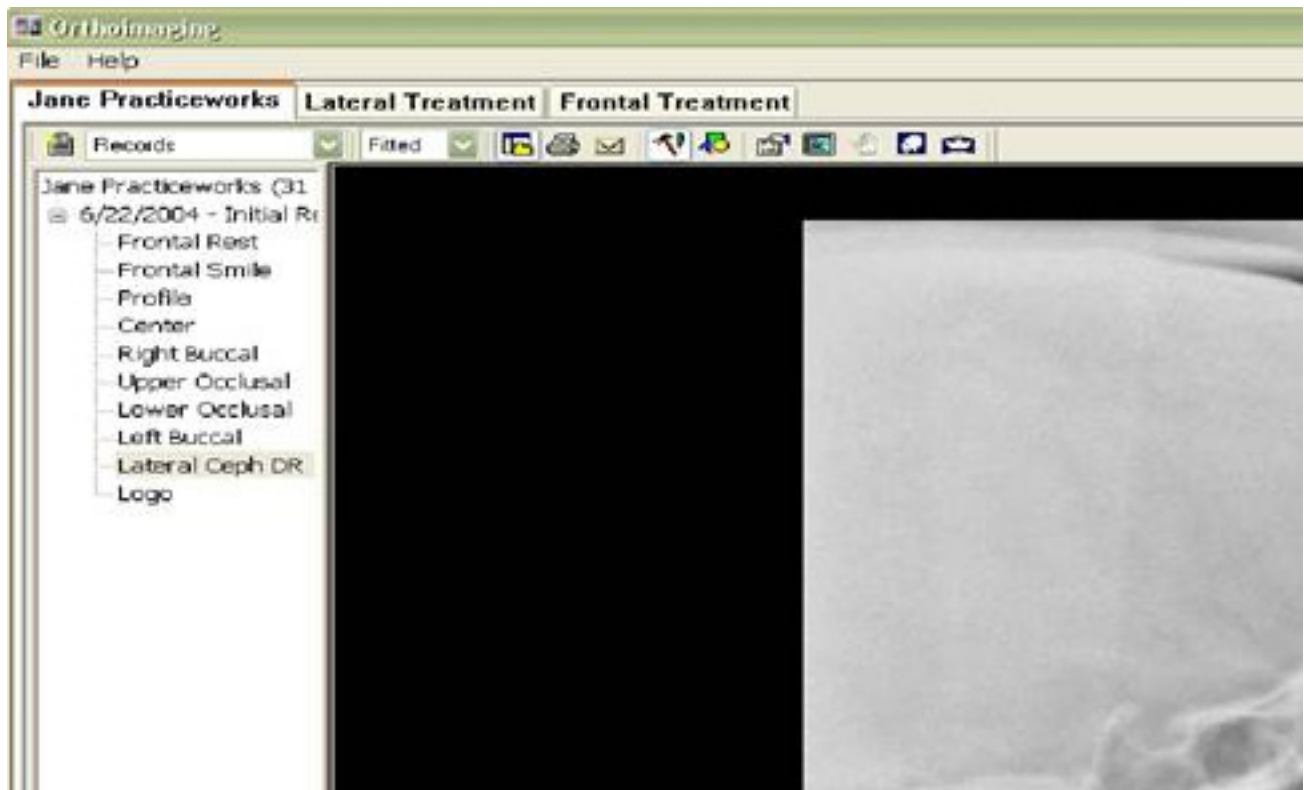 Orthoimaging
File Help
Jane Practiceworks Lateral Treatment Frontal Treatment
Records Fitted
Jane Practiceworks (31
6/22/2004 - Initial Re
Frontal Rest
Frontal Smile
Profile
Center
Right Buccal
Upper Occlusal
Lower Occlusal
Left Buccal
Lateral Ceph DR
Logo